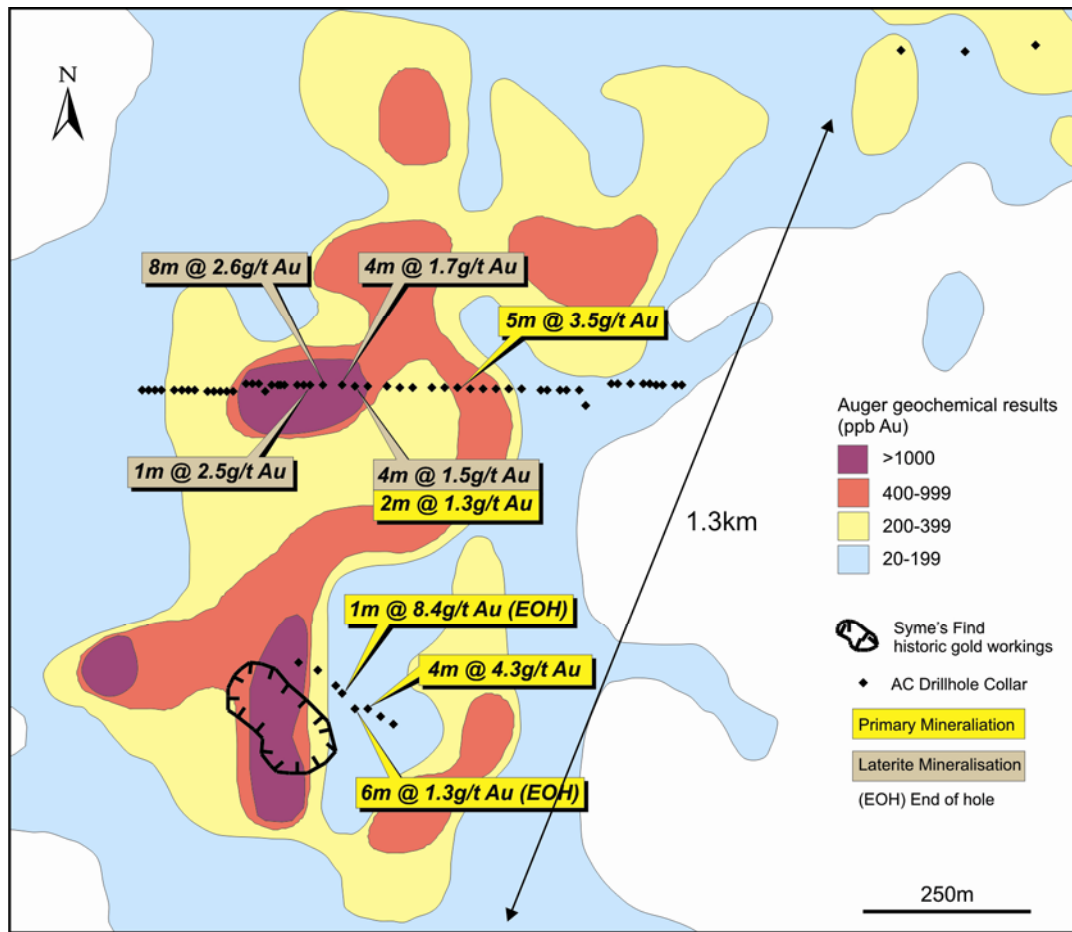 N
8m @ 2.6g/t Au
4m @ 1.7g/t Au
5m @ 3.5g/t Au
1m @ 2.5g/t Au
4m @ 1.5g/t Au
2m @ 1.3g/t Au
1.3km
1m @ 8.4g/t Au (EOH)
4m @ 4.3g/t Au
6m @ 1.3g/t Au (EOH)
Auger geochemical results
(ppb Au)
>1000
400-999
200-399
20-199
Syme's Find
historic gold workings
AC Drillhole Collar
Primary Mineraliation
Laterite Mineralisation
(EOH) End of hole
250m